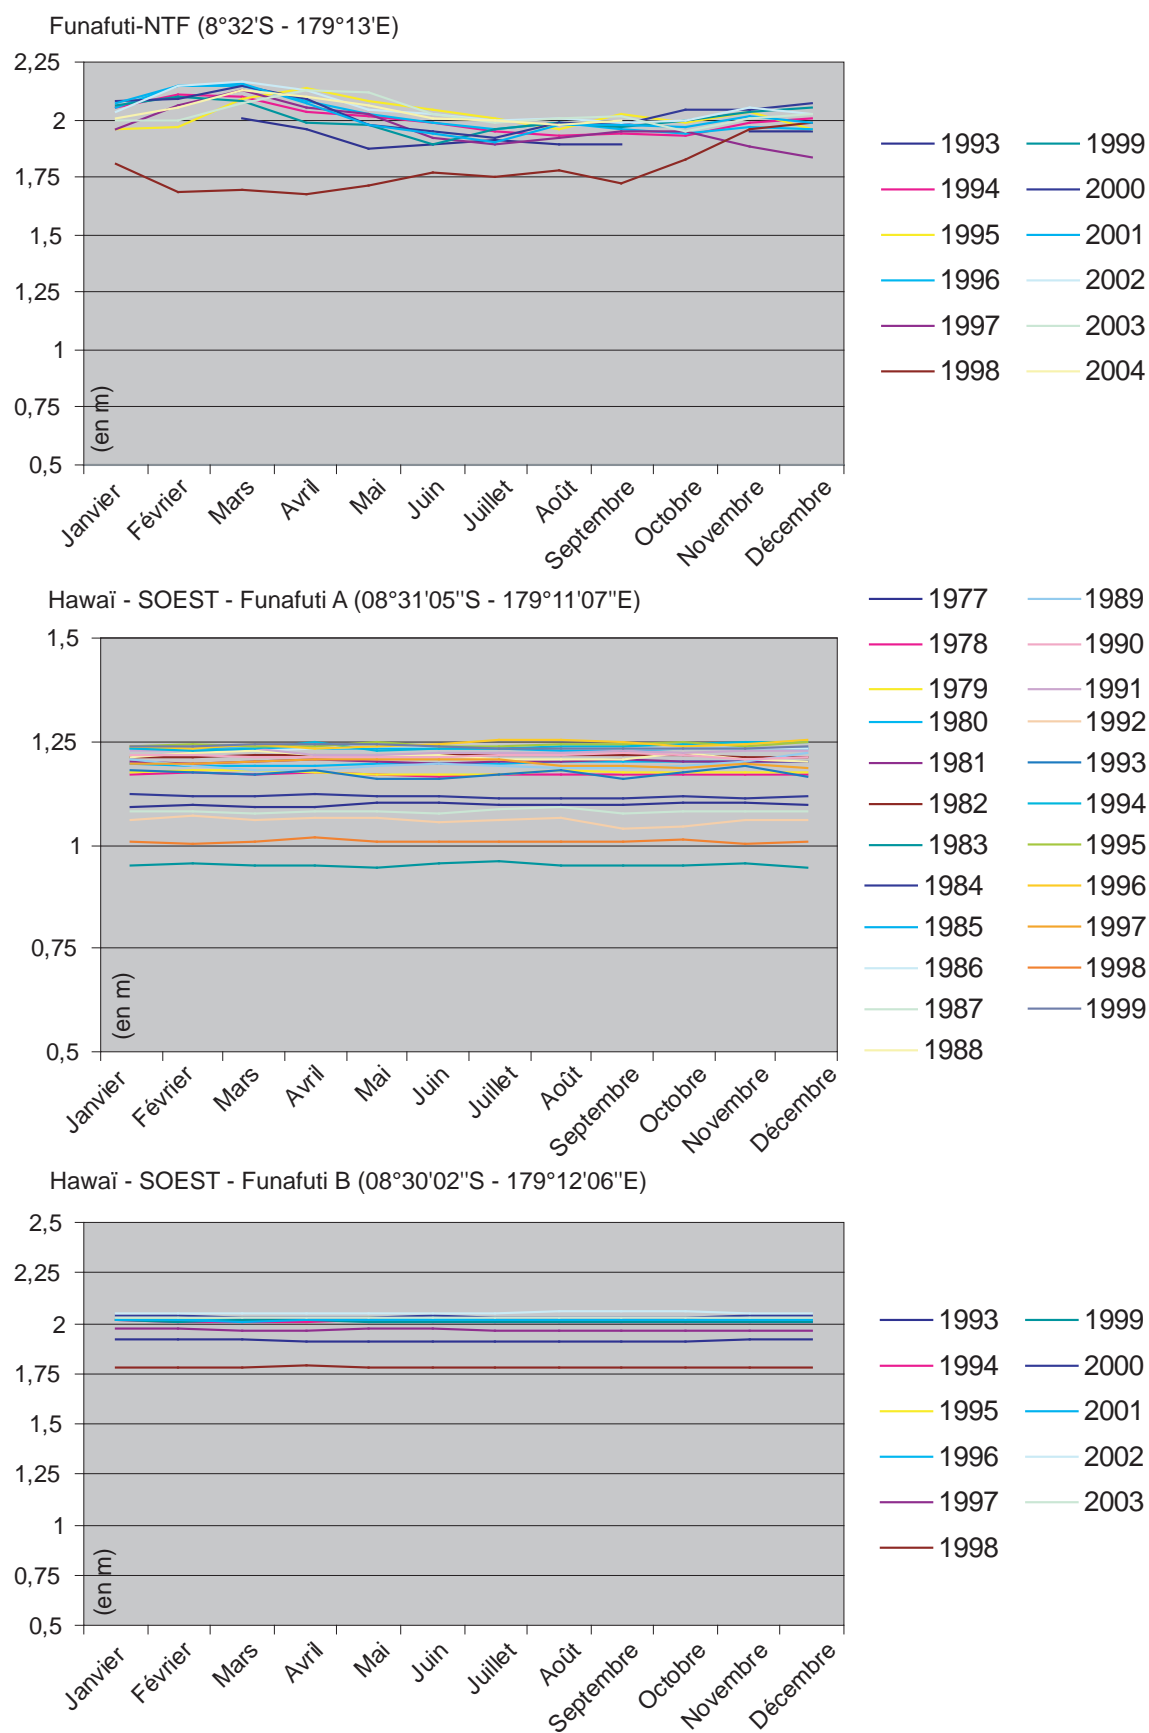 Funafuti-NTF (8°32'S - 179°13'E)
2,25
2
1,75
1,5
1,25
1
0,75
0,5
(en m)
Janvier
Février
Mars
Avril
Mai
Juin
Juillet
Août
Septembre
Octobre
Novembre
Décembre
1993 1999
1994 2000
1995 2001
1996 2002
1997 2003
1998 2004
Hawaï - SOEST - Funafuti A (08°31'05"S - 179°11'07"E)
1,5
1,25
1
0,75
0,5
(en m)
Janvier
Février
Mars
Avril
Mai
Juin
Juillet
Août
Septembre
Octobre
Novembre
Décembre
1977 1989
1978 1990
1979 1991
1980 1992
1981 1993
1982 1994
1983 1995
1984 1996
1985 1997
1986 1998
1987 1999
1988
Hawaï - SOEST - Funafuti B (08°30'02"S - 179°12'06"E)
2,5
2,25
2
1,75
1,5
1,25
1
0,75
0,5
(en m)
Janvier
Février
Mars
Avril
Mai
Juin
Juillet
Août
Septembre
Octobre
Novembre
Décembre
1993 1999
1994 2000
1995 2001
1996 2002
1997 2003
1998